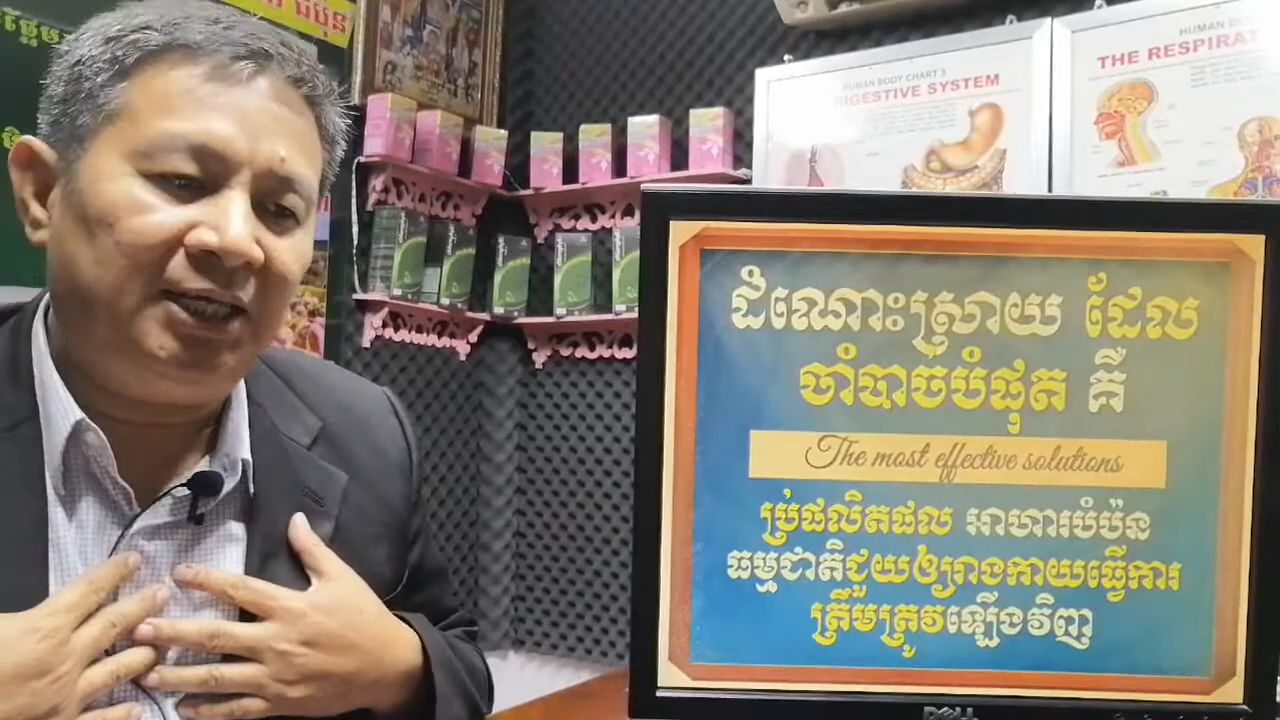 HUMAN BODY CHART 3
DIGESTIVE SYSTEM
HUMAN
THE RESPIRAT
ដំណោះស្រាយ ដែល
ចាំបាច់បំផុត គឺ
The most effective solutions
ប្រើផលិតផល អាហារបំប៉ន
ធម្មជាតិជួយឲ្យរាងកាយធ្វើការ
ត្រឹមត្រូវឡើងវិញ
DELL